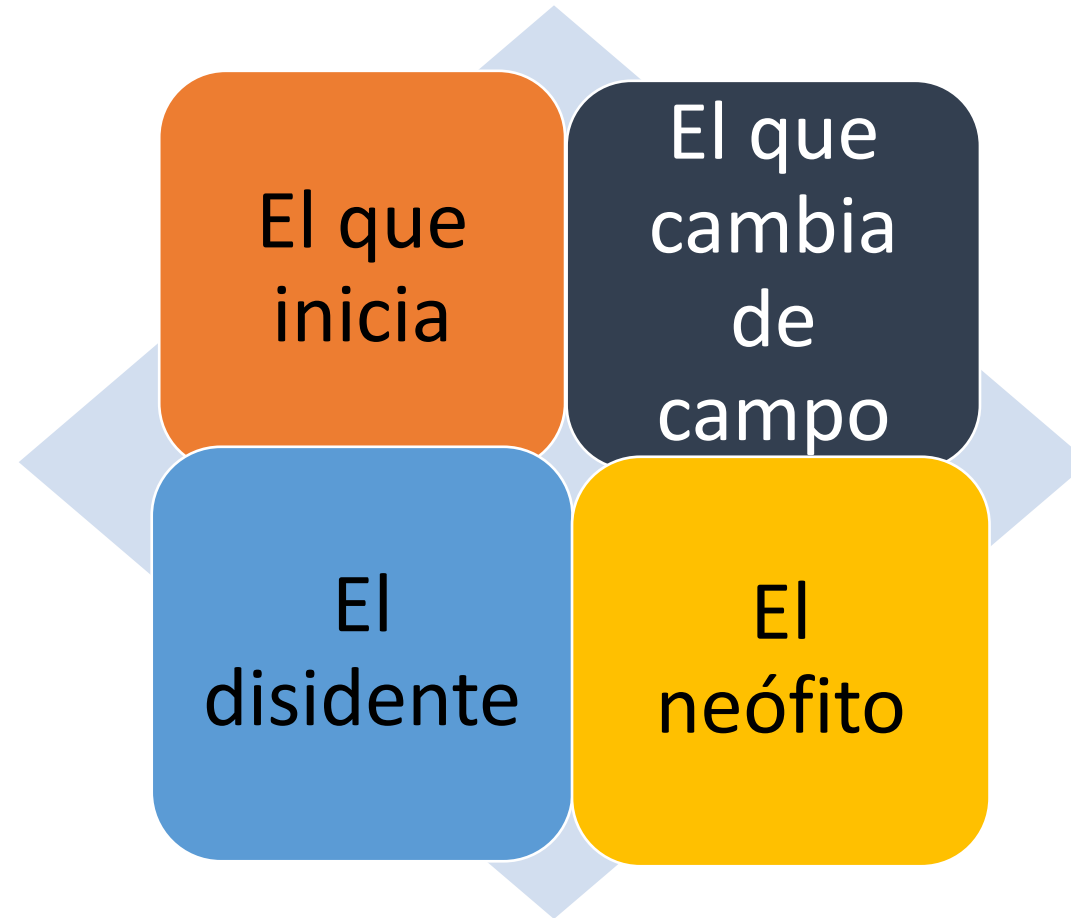 El que
inicia
El que
cambia
de
campo
El
disidente
El
neófito